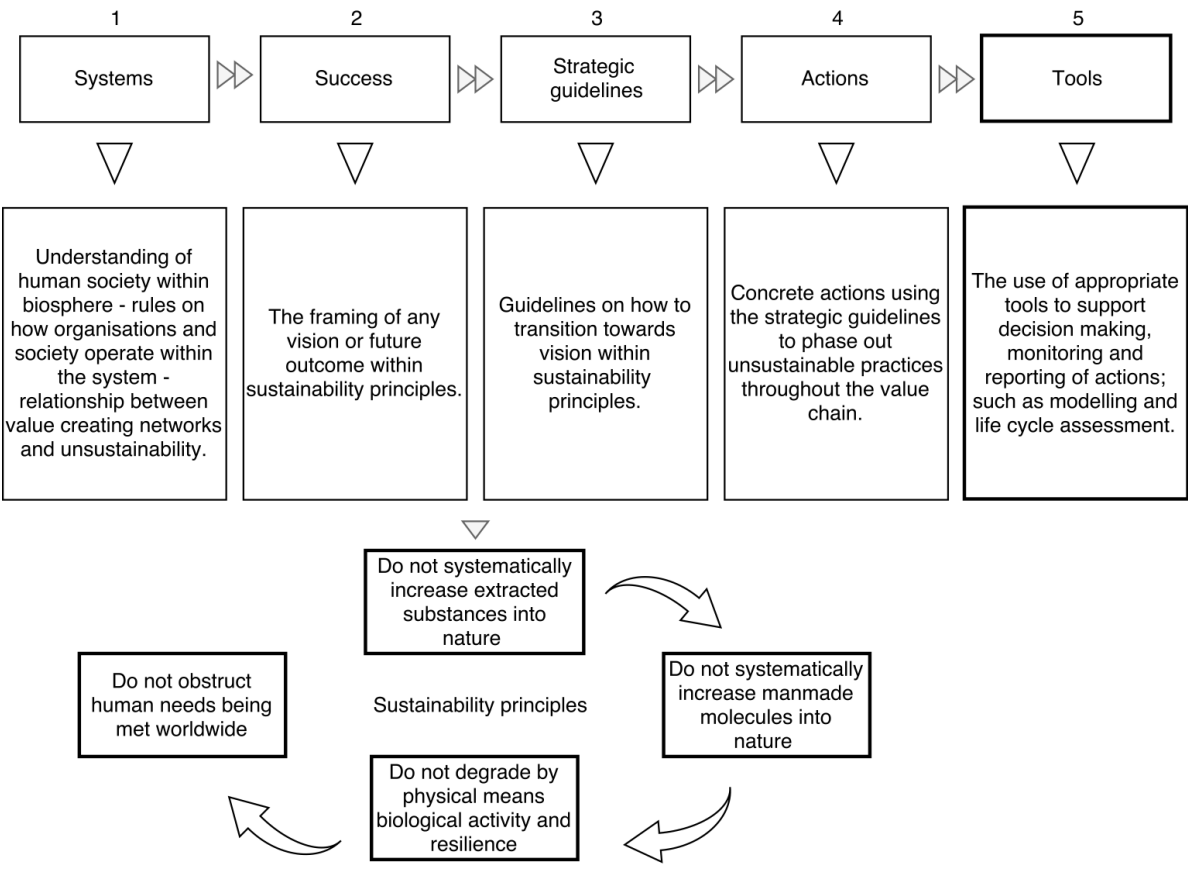 1
2
3
4
5
Systems
Success
Strategic
guidelines
Actions
Tools
Understanding of
human society within
biosphere - rules on
how organisations and
society operate within
the system -
relationship between
value creating networks
and unsustainability.
The framing of any
vision or future
outcome within
sustainability principles.
Guidelines on how to
transition towards
vision within
sustainability
principles.
Concrete actions using
the strategic guidelines
to phase out
unsustainable practices
throughout the value
chain.
The use of appropriate
tools to support
decision making,
monitoring and
reporting of actions;
such as modelling and
life cycle assessment.
Do not systematically
increase extracted
substances into
nature
Do not systematically
increase manmade
molecules into
nature
Do not obstruct
human needs being
met worldwide
Sustainability principles
Do not degrade by
physical means
biological activity and
resilience